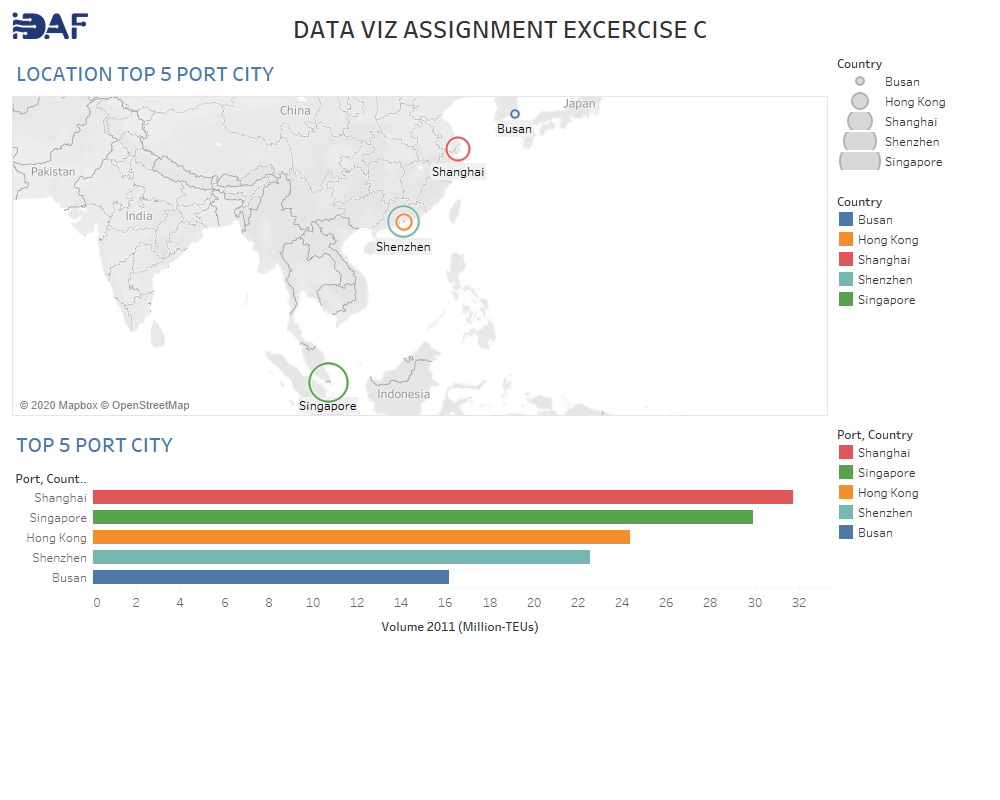 iDAF
DATA VIZ ASSIGNMENT EXCERCISE C
LOCATION TOP 5 PORT CITY
China
Japan
Busan
Shanghai
Pakistan
India
Shenzhen
Indonesia
Singapore
© 2020 Mapbox © OpenStreetMap
Country
Busan
Hong Kong
Shanghai
Shenzhen
Singapore
Country
Busan
Hong Kong
Shanghai
Shenzhen
Singapore
TOP 5 PORT CITY
Port, Count..
Shanghai
Singapore
Hong Kong
Shenzhen
Busan
0 2 4 6 8 10 12 14 16 18 20 22 24 26 28 30 32
Volume 2011 (Million-TEUs)
Port, Country
Shanghai
Singapore
Hong Kong
Shenzhen
Busan